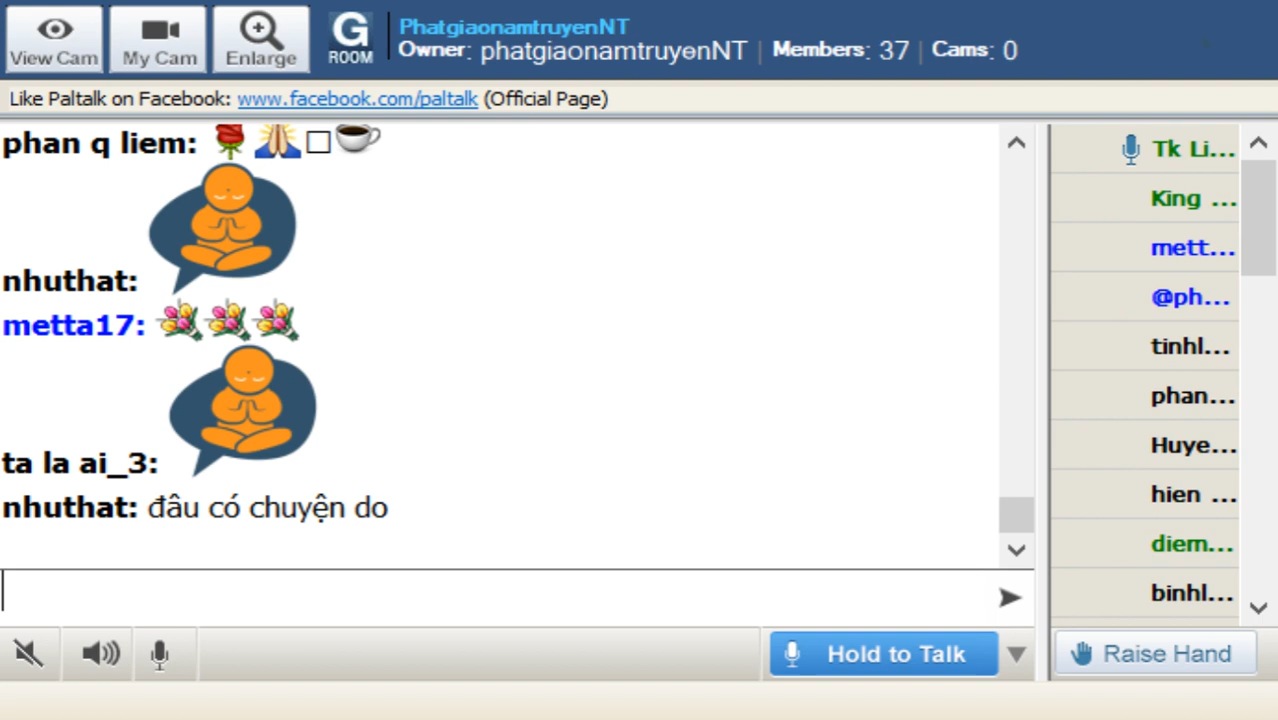 View Cam
My Cam
Enlarge
G
ROOM
PhatgiaonamtruyenNT
Owner: phatgiaonamtruyenNT | Members: 37 | Cams: 0
Like Paltalk on Facebook: www.facebook.com/paltalk (Official Page)
phan q liem:
nhuthat:
metta17:
ta la ai_3:
nhuthat: đâu có chuyện do
Tk Li...
King ...
mett...
@ph...
tinhl...
phan...
Huye...
hien ...
diem...
binhl...
Hold to Talk
Raise Hand